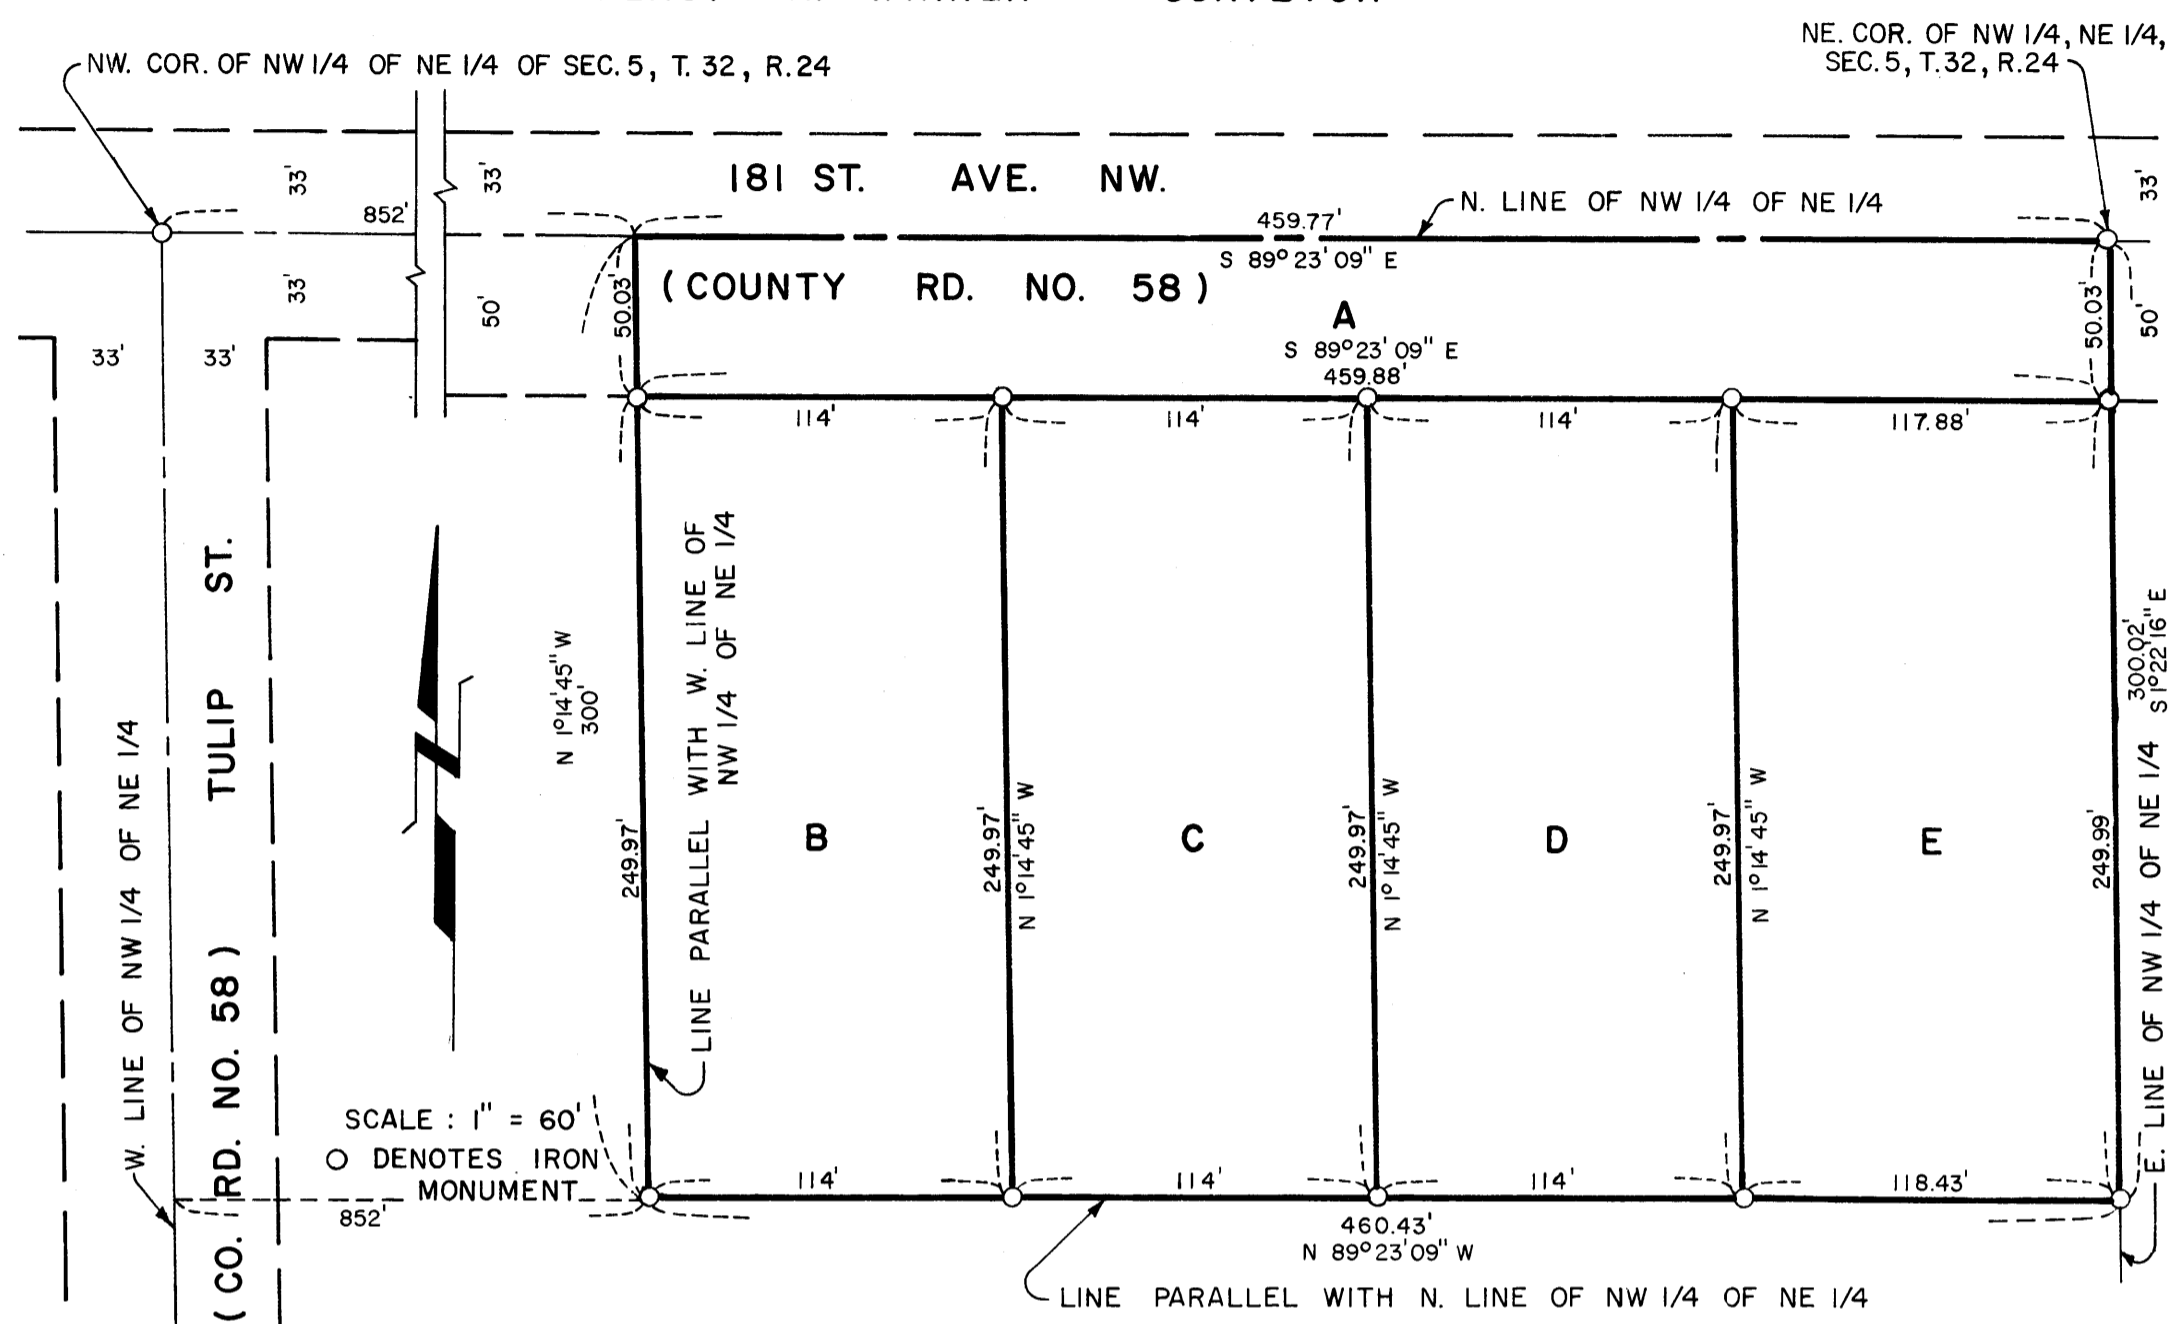 NW. COR. OF NW 1/4 OF NE 1/4 OF SEC. 5, T. 32, R.24
NE. COR. OF NW 1/4, NE 1/4,
SEC. 5, T.32, R.24
33'
33'
181 ST. AVE. NW.
33'
852'
459.77'
N. LINE OF NW 1/4 OF NE 1/4
S 89° 23' 09" E
33'
50'
50.03'
(COUNTY RD. NO. 58)
A
50.03'
50'
33'
33'
S 89° 23' 09" E
459.88'
114'
114'
114'
117.88'
W. LINE OF NW 1/4 OF NE 1/4
TULIP ST.
(CO. RD. NO. 58)
N 1° 14' 45" W
300'
249.97'
LINE PARALLEL WITH W. LINE OF
NW 1/4 OF NE 1/4
B
249.97'
N 1° 14' 45" W
C
249.97'
N 1° 14' 45" W
D
249.97'
N 1° 14' 45" W
E
249.99'
300.02'
S 1° 22' 16" E
E. LINE OF NW 1/4 OF NE 1/4
SCALE : 1" = 60'
O DENOTES IRON
MONUMENT
852'
114'
114'
114'
118.43'
460.43'
N 89° 23' 09" W
LINE PARALLEL WITH N. LINE OF NW 1/4 OF NE 1/4